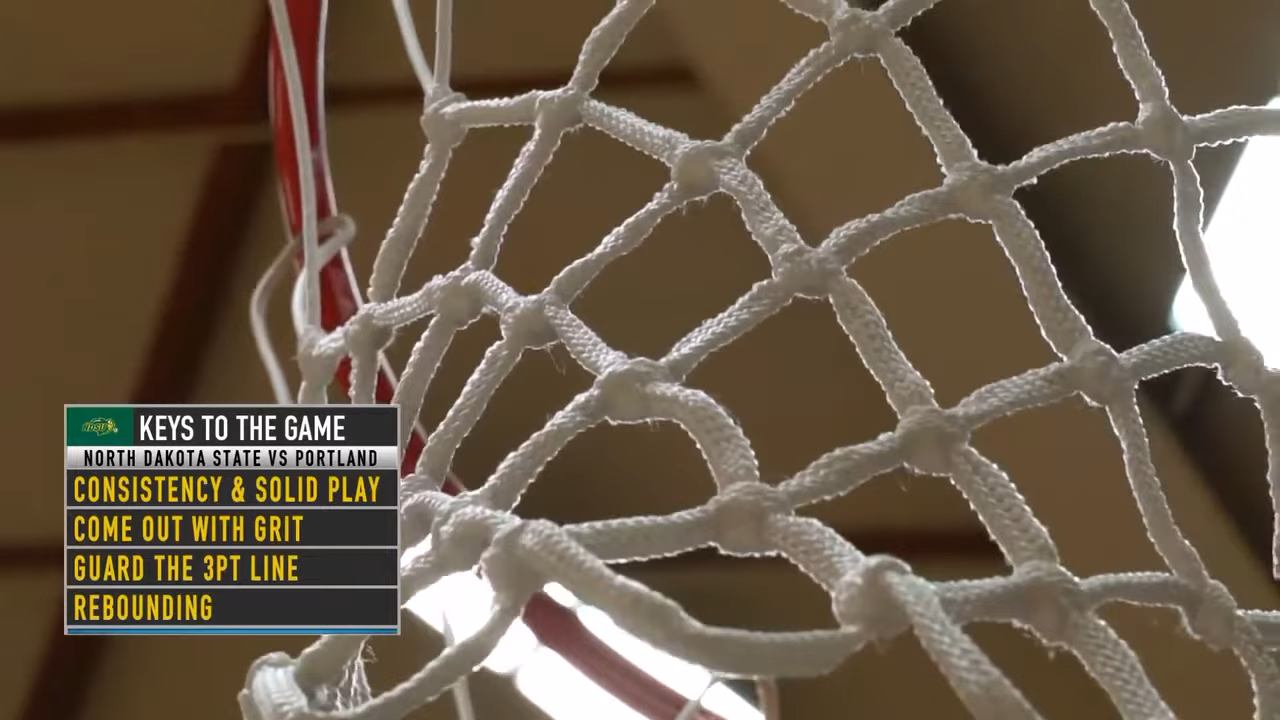 NDSU
KEYS TO THE GAME
NORTH DAKOTA STATE VS PORTLAND
CONSISTENCY & SOLID PLAY
COME OUT WITH GRIT
GUARD THE 3PT LINE
REBOUNDING